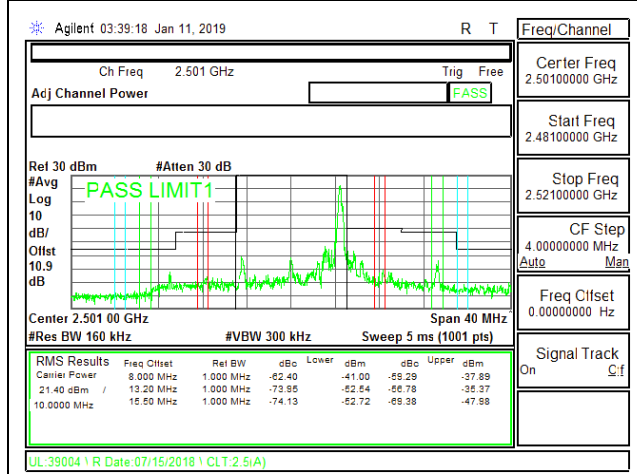 Agilent 03:39:18 Jan 11, 2019 R T
Ch Freq 2.501 GHz Trig Free
Adj Channel Power PASS
Ref 30 dBm #Atten 30 dB
#Avg
Log
10
dB/
Offst
10.9
dB
PASS LIMIT1
Center 2.501 00 GHz Span 40 MHz
#Res BW 160 kHz #VBW 300 kHz Sweep 5 ms (1001 pts)
RMS Results Freq Offset Ref BW dBc Lower dBm dBc Upper dBm
Carrier Power 8.000 MHz 1.000 MHz -62.40 -41.00 -59.29 -37.89
21.40 dBm / 13.20 MHz 1.000 MHz -73.95 -52.54 -56.78 -35.37
10.0000 MHz 15.50 MHz 1.000 MHz -74.13 -52.72 -69.38 -47.98
UL:39004 \ R Date:07/15/2018 \ CLT:2.5(A)
Freq/Channel
Center Freq
2.50100000 GHz
Start Freq
2.48100000 GHz
Stop Freq
2.52100000 GHz
CF Step
4.00000000 MHz
Auto Man
Freq Offset
0.00000000 Hz
Signal Track
On Off